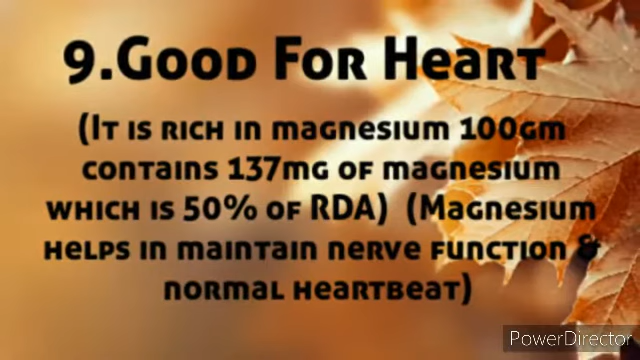 9.Good For Heart
(It is rich in magnesium 100gm
contains 137mg of magnesium
which is 50% of RDA) (Magnesium
helps in maintain nerve function &
normal heartbeat)
PowerDirector